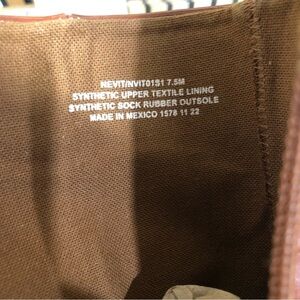 NEVIT/NVIT01S1 7.5M
SYNTHETIC UPPER TEXTILE LINING
SYNTHETIC SOCK RUBBER OUTSOLE
MADE IN MEXICO 1578 11 22